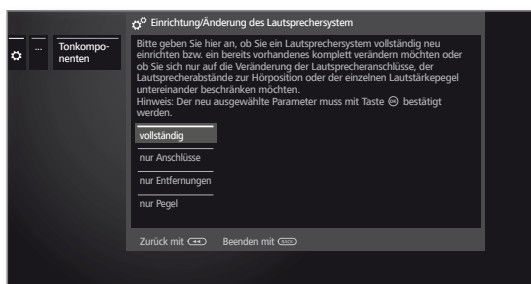 Einrichtung/Änderung des Lautsprechersystem
...
Tonkompo-
nenten
Bitte geben Sie hier an, ob Sie ein Lautsprechersystem vollständig neu
einrichten bzw. ein bereits vorhandenes komplett verändern möchten oder
ob Sie sich nur auf die Veränderung der Lautsprecheranschlüsse, der
Lautsprecherabstände zur Hörposition oder der einzelnen Lautstärkepegel
untereinander beschränken möchten.
Hinweis: Der neu ausgewählte Parameter muss mit Taste OK bestätigt
werden.
vollständig
nur Anschlüsse
nur Entfernungen
nur Pegel
Zurück mit Beenden mit BACK